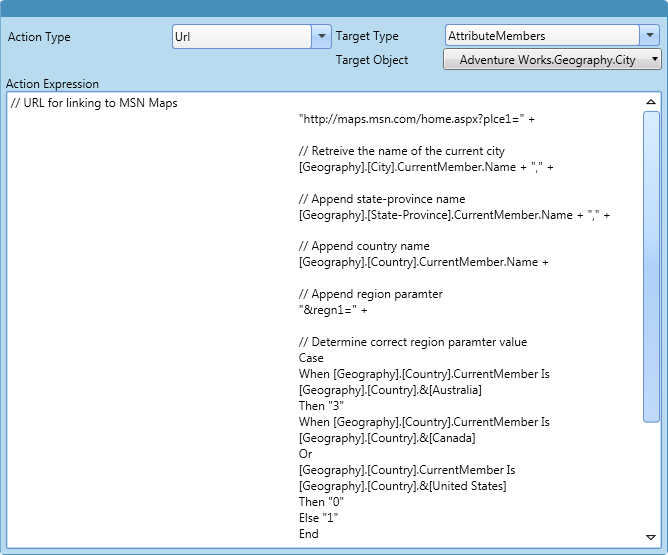 Action Type Url Target Type AttributeMembers
Target Object Adventure Works.Geography.City
Action Expression
// URL for linking to MSN Maps
"http://maps.msn.com/home.aspx?plce1=" +
// Retreive the name of the current city
[Geography].[City].CurrentMember.Name + "," +
// Append state-province name
[Geography].[State-Province].CurrentMember.Name + "," +
// Append country name
[Geography].[Country].CurrentMember.Name +
// Append region paramter
"&regn1=" +
// Determine correct region paramter value
Case
When [Geography].[Country].CurrentMember Is
[Geography].[Country].&[Australia]
Then "3"
When [Geography].[Country].CurrentMember Is
[Geography].[Country].&[Canada]
Or
[Geography].[Country].CurrentMember Is
[Geography].[Country].&[United States]
Then "0"
Else "1"
End